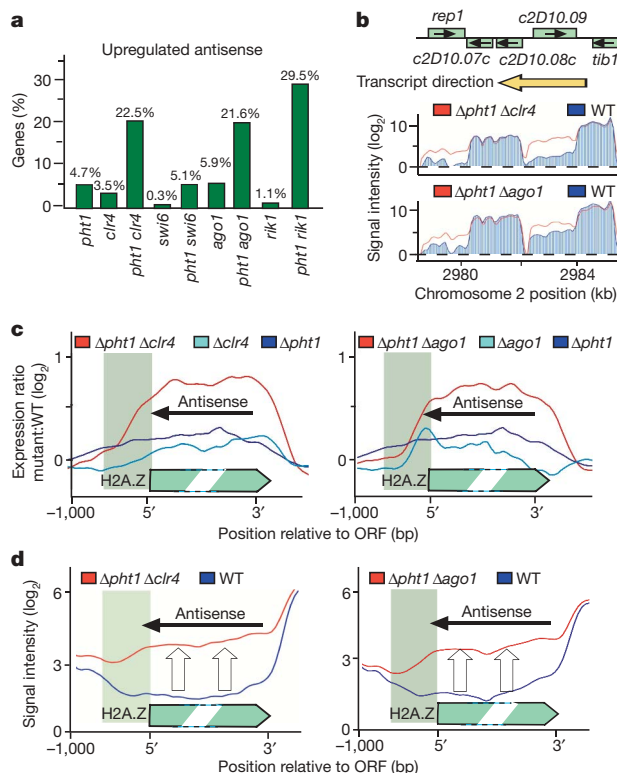 a
Upregulated antisense
Genes (%)
30
20
10
0
4.7%
3.5%
22.5%
0.3%
5.1%
5.9%
21.6%
1.1%
29.5%
pht1
clr4
pht1 clr4
swi6
pht1 swi6
ago1
pht1 ago1
rik1
pht1 rik1
b
rep1
c2D10.09
c2D10.07c
c2D10.08c
tib1
Transcript direction
Δpht1 Δclr4
WT
Signal intensity (log2)
10
5
0
Δpht1 Δago1
WT
10
5
0
2980
2984
Chromosome 2 position (kb)
c
Δpht1 Δclr4
Δclr4
Δpht1
Expression ratio
mutant:WT (log2)
1
0.5
0
Antisense
H2A.Z
−1,000
5′
3′
Δpht1 Δago1
Δago1
Δpht1
1
0.5
0
Antisense
H2A.Z
−1,000
5′
3′
Position relative to ORF (bp)
d
Δpht1 Δclr4
WT
Signal intensity (log2)
6
3
0
Antisense
H2A.Z
−1,000
5′
3′
Δpht1 Δago1
WT
6
3
0
Antisense
H2A.Z
−1,000
5′
3′
Position relative to ORF (bp)